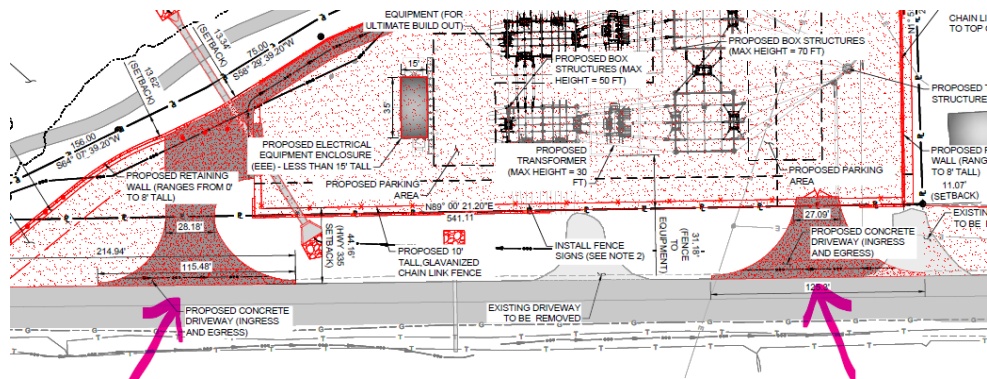 EQUIPMENT (FOR
ULTIMATE BUILD OUT)
13.34'
(SETBACK)
75.00
S58° 29' 39.20"W
13.62'
(SETBACK)
156.00
S64° 07' 39.20"W
15'
35'
PROPOSED BOX STRUCTURES
(MAX HEIGHT = 70 FT)
PROPOSED BOX
STRUCTURES (MAX
HEIGHT = 50 FT)
CHAIN LI
TO TOP
PROPOSED T
STRUCTURE
PROPOSED ELECTRICAL
EQUIPMENT ENCLOSURE
(EEE) - LESS THAN 15' TALL
PROPOSED
TRANSFORMER
(MAX HEIGHT = 30
FT)
PROPOSED PARKING
AREA
PROPOSED PARKING
AREA
PROPOSED RETAINING
WALL (RANGES FROM 0'
TO 8' TALL)
WALL (RANG
TO 8' TALL)
11.07'
(SETBACK)
N89° 00' 21.20"E
541.11
28.18'
214.94'
115.48'
44.16'
(HWY 335
SETBACK)
PROPOSED 10'
TALL GALVANIZED
CHAIN LINK FENCE
INSTALL FENCE
SIGNS (SEE NOTE 2)
31.18'
(FENCE
TO
EQUIPMENT)
27.09'
PROPOSED CONCRETE
DRIVEWAY (INGRESS
AND EGRESS)
EXISTIN
TO BE
PROPOSED CONCRETE
DRIVEWAY (INGRESS
AND EGRESS)
EXISTING DRIVEWAY
TO BE REMOVED
G G G G G
T T T T T